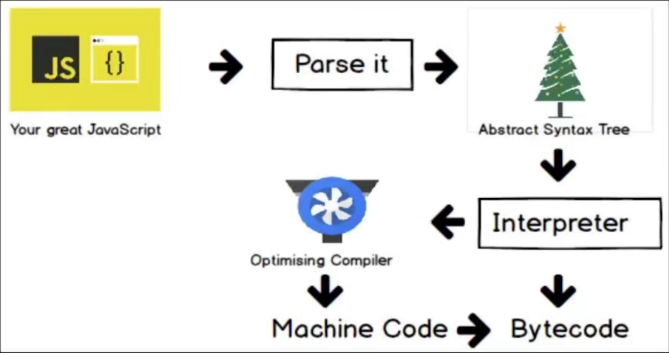 JS
{}
Parse it
Your great JavaScript
Abstract Syntax Tree
Interpreter
Optimising Compiler
Machine Code
Bytecode